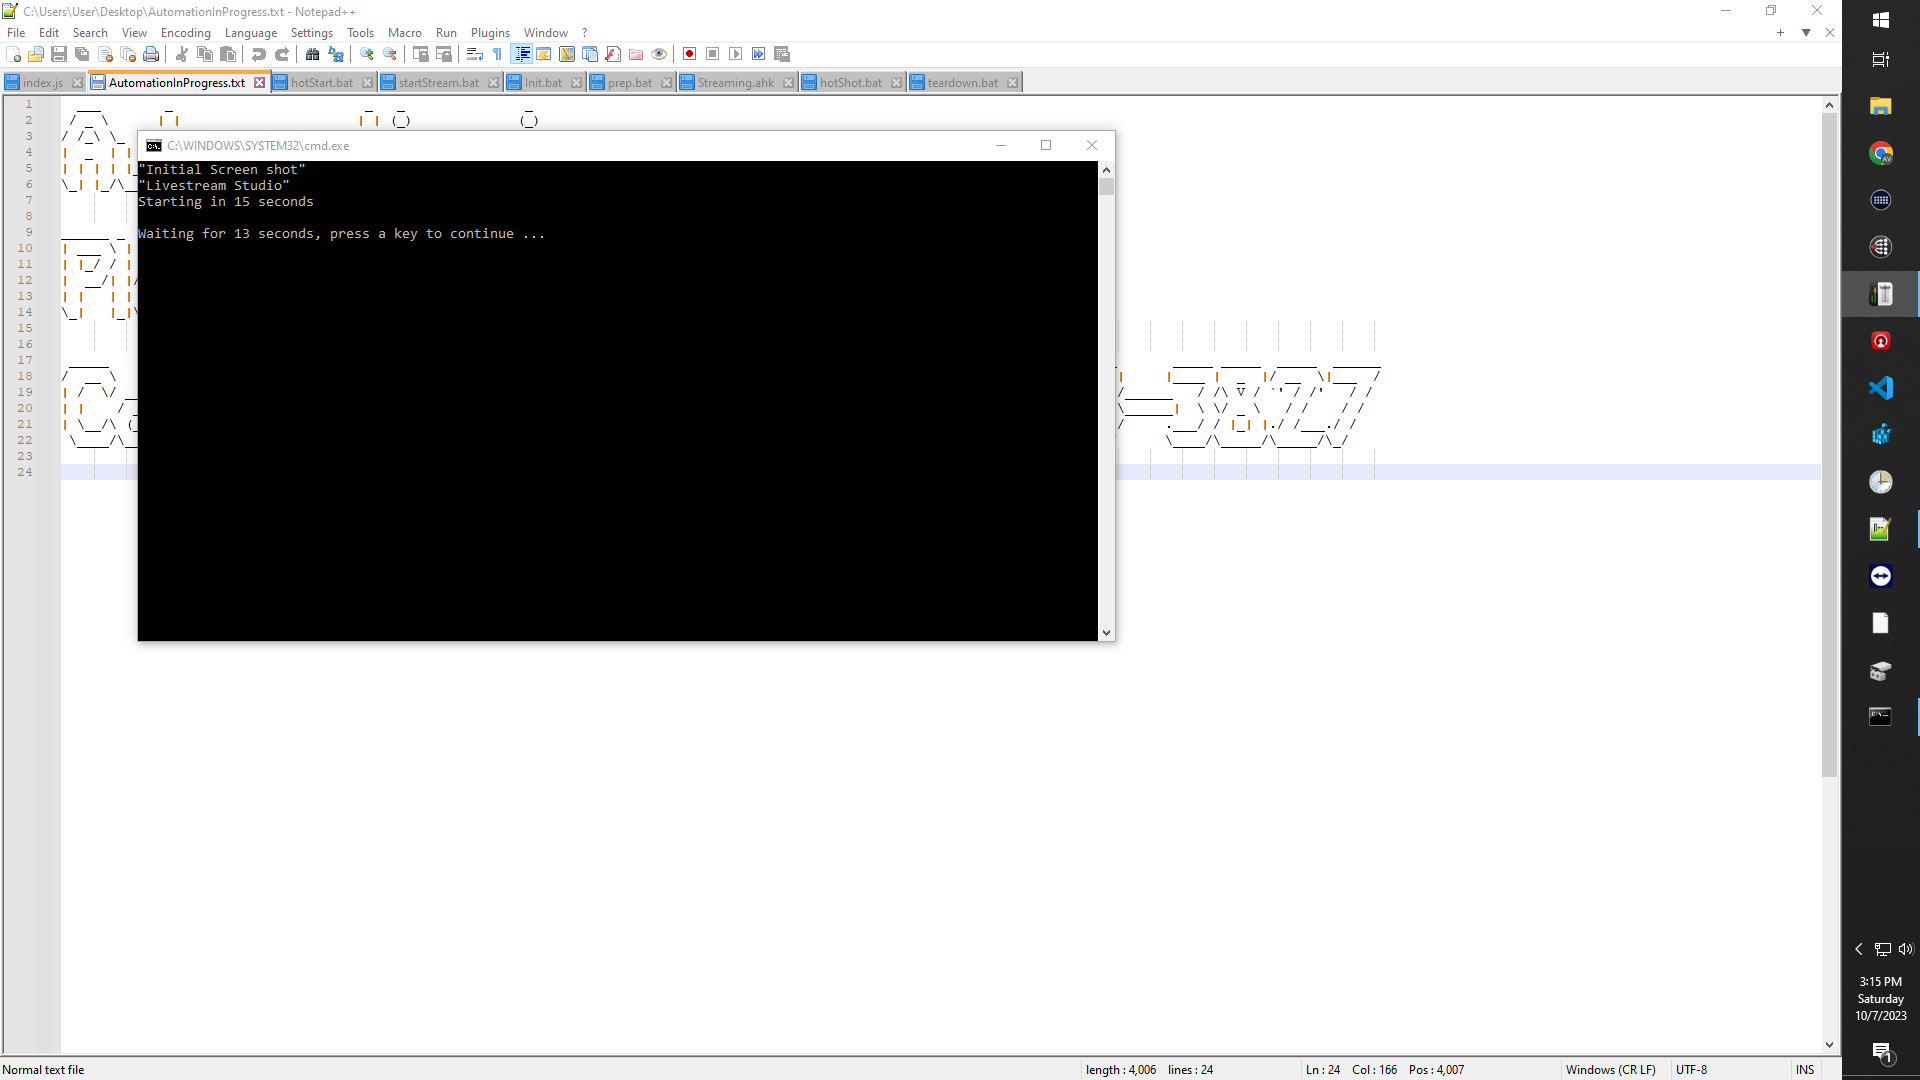 C:\Users\User\Desktop\AutomationInProgress.txt - Notepad++
File Edit Search View Encoding Language Settings Tools Macro Run Plugins Window ?
index.js AutomationInProgress.txt hotStart.bat startStream.bat Init.bat prep.bat Streaming.ahk hotShot.bat teardown.bat
C:\WINDOWS\SYSTEM32\cmd.exe
"Initial Screen shot"
"Livestream Studio"
Starting in 15 seconds
Waiting for 13 seconds, press a key to continue ...
1
2
3
4
5
6
7
8
9
10
11
12
13
14
15
16
17
18
19
20
21
22
23
24
-3827
3:15 PM
Saturday
10/7/2023
1
Normal text file
length : 4,006 lines : 24
Ln : 24 Col : 166 Pos : 4,007
Windows (CR LF)
UTF-8
INS